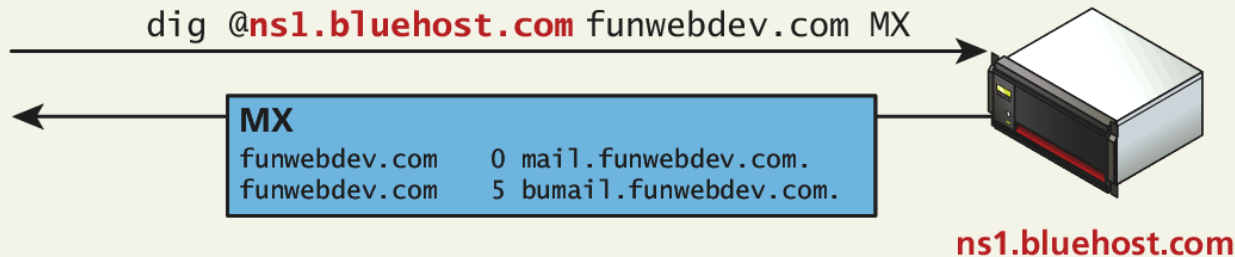 dig @ns1.bluehost.com funwebdev.com MX
MX
funwebdev.com 0 mail.funwebdev.com.
funwebdev.com 5 bumail.funwebdev.com.
ns1.bluehost.com